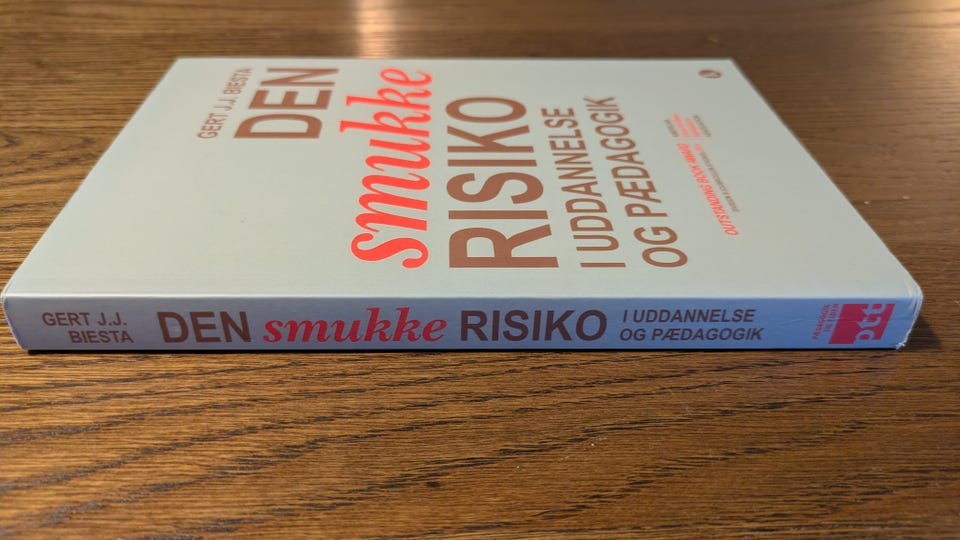 GERT J.J. BIESTA
DEN
smukke
RISIKO
I UDDANNELSE
OG PÆDAGOGIK
OUTSTANDING BOOK AWARD
GERT J.J.
BIESTA
DEN smukke RISIKO
I UDDANNELSE
OG PÆDAGOGIK